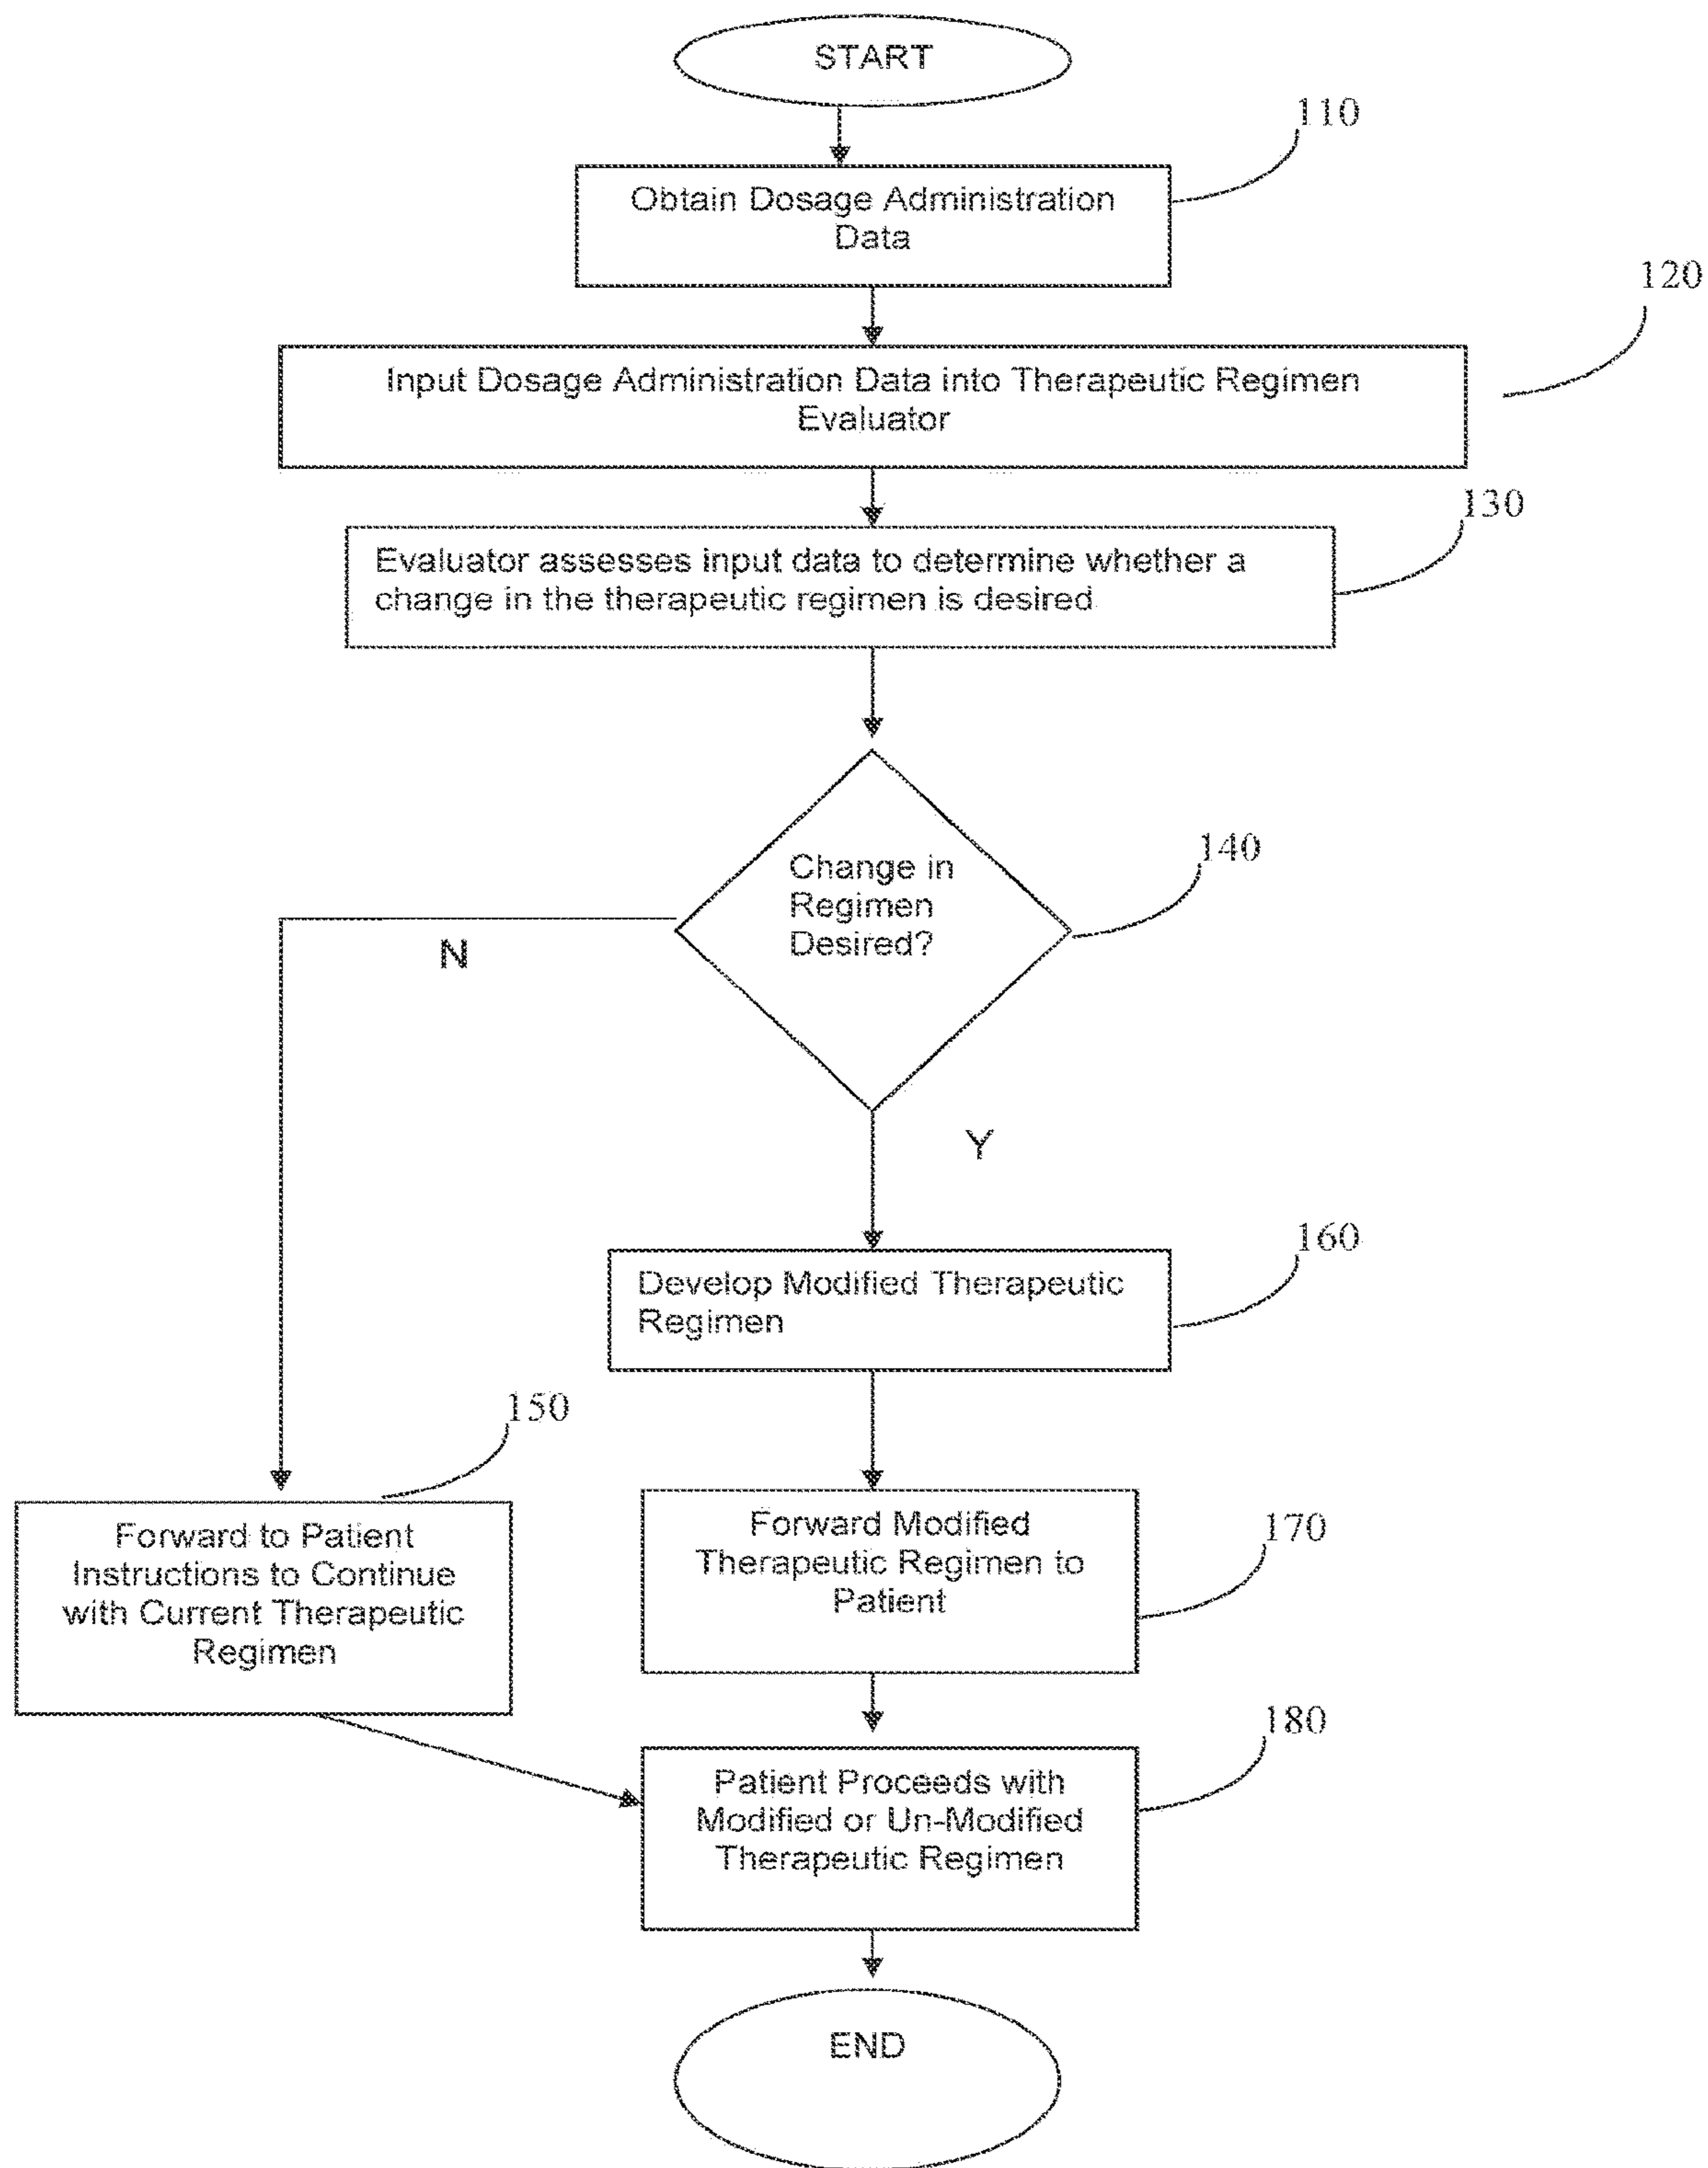 START
110
Obtain Dosage Administration
Data
120
Input Dosage Administration Data into Therapeutic Regimen
Evaluator
130
Evaluator assesses input data to determine whether a
change in the therapeutic regimen is desired
140
Change in
Regimen
Desired?
N
Y
160
Develop Modified Therapeutic
Regimen
150
Forward to Patient
Instructions to Continue
with Current Therapeutic
Regimen
170
Forward Modified
Therapeutic Regimen to
Patient
180
Patient Proceeds with
Modified or Un-Modified
Therapeutic Regimen
END